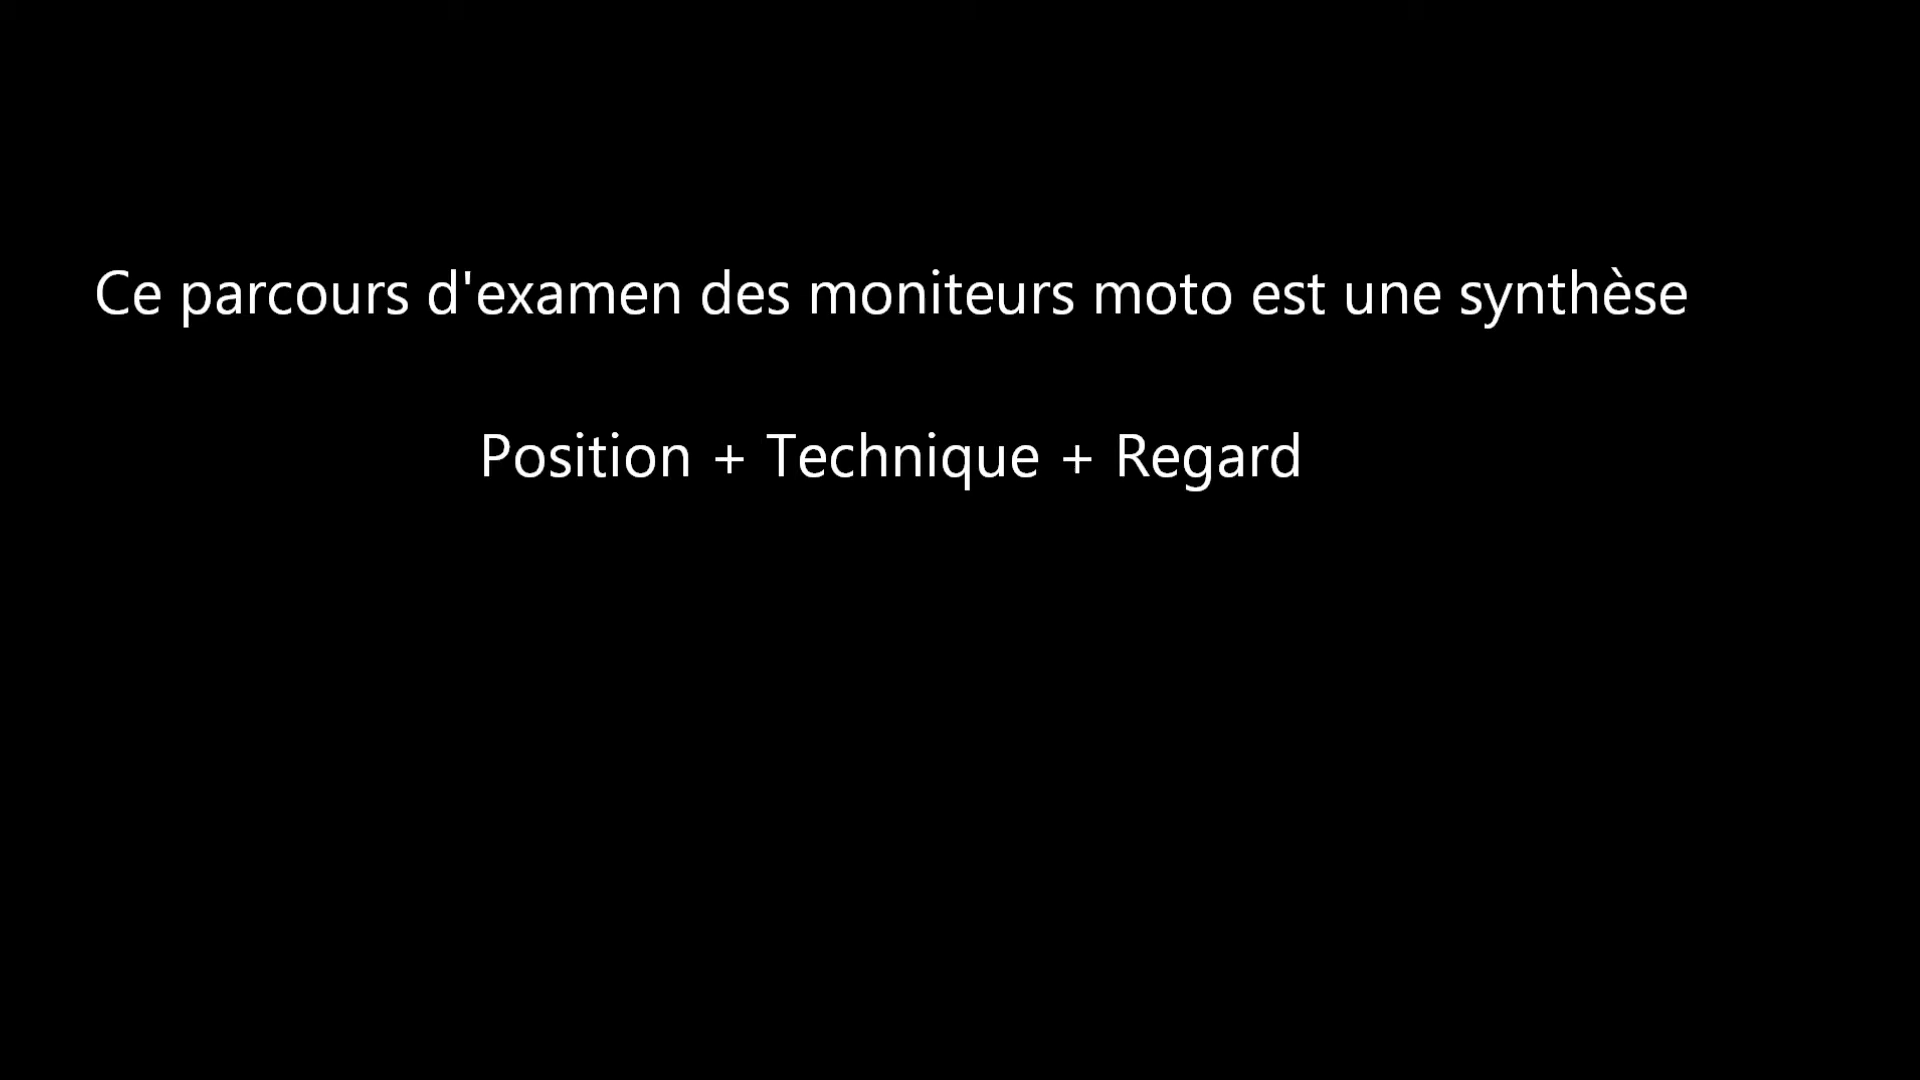 Ce parcours d'examen des moniteurs moto est une synthèse
Position + Technique + Regard